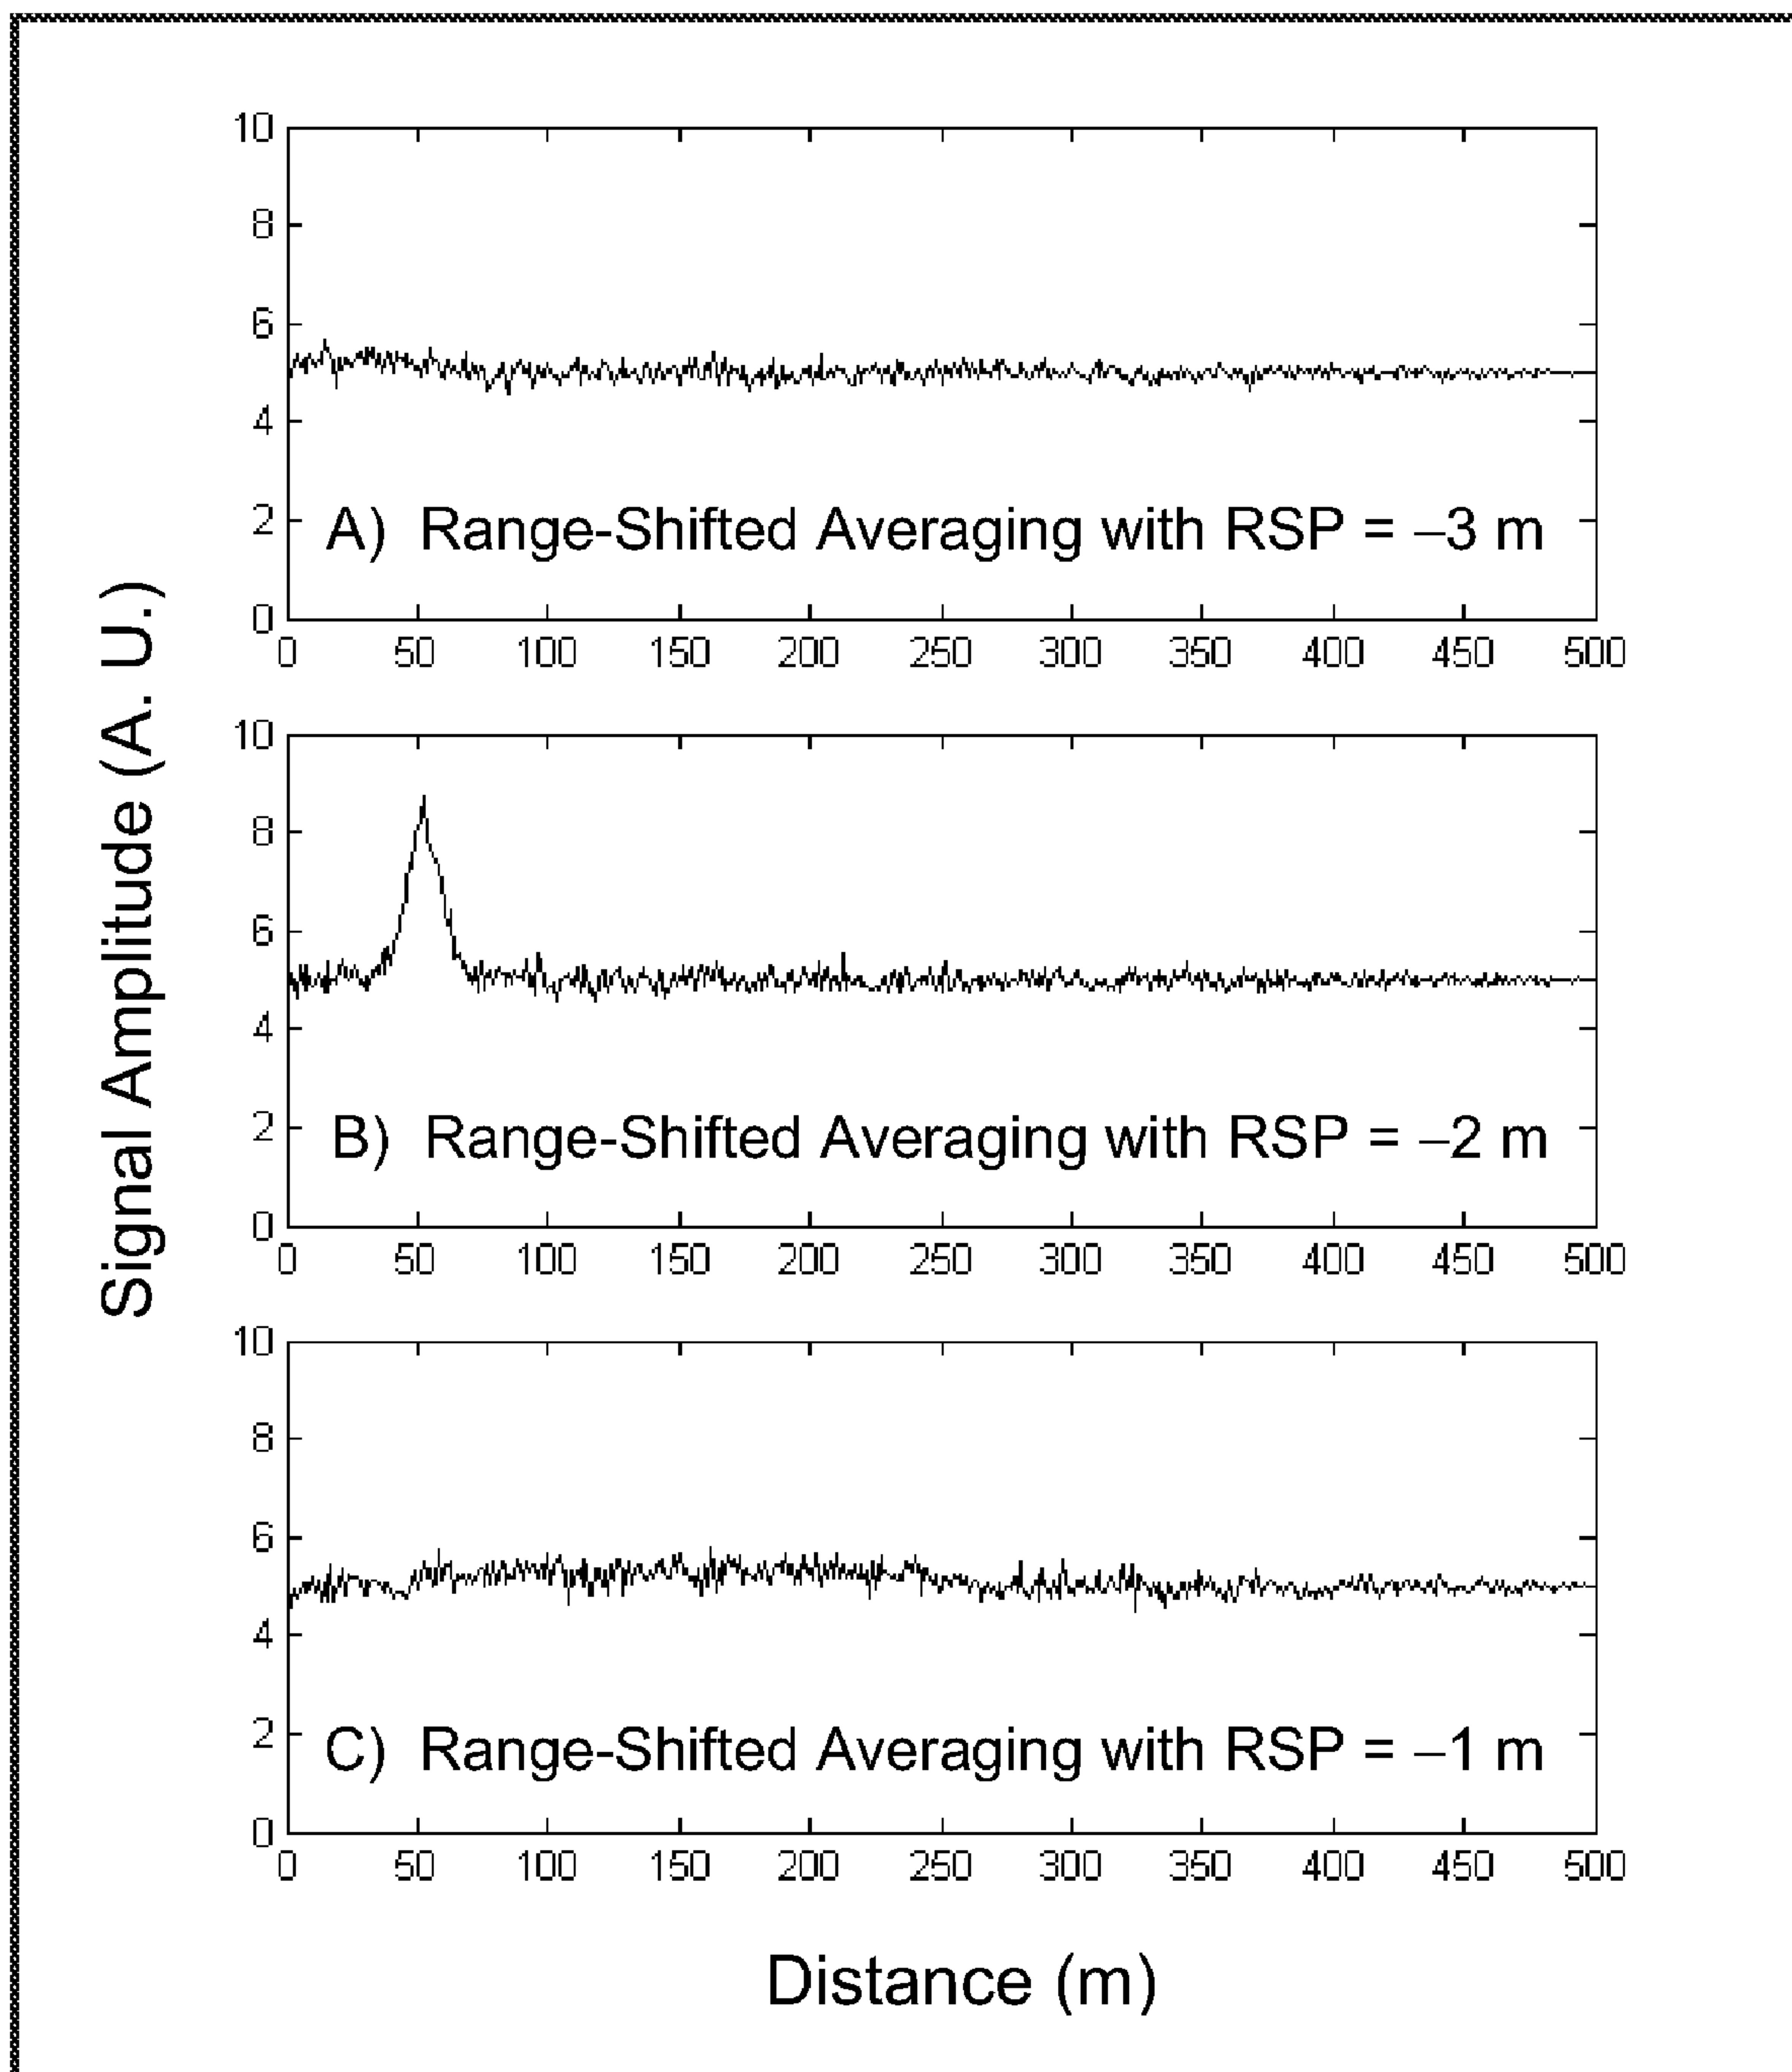 Signal Amplitude (A. U.)
10
8
6
4
2
0
A) Range-Shifted Averaging with RSP = –3 m
0 50 100 150 200 250 300 350 400 450 500
10
8
6
4
2
0
B) Range-Shifted Averaging with RSP = –2 m
0 50 100 150 200 250 300 350 400 450 500
10
8
6
4
2
0
C) Range-Shifted Averaging with RSP = –1 m
0 50 100 150 200 250 300 350 400 450 500
Distance (m)